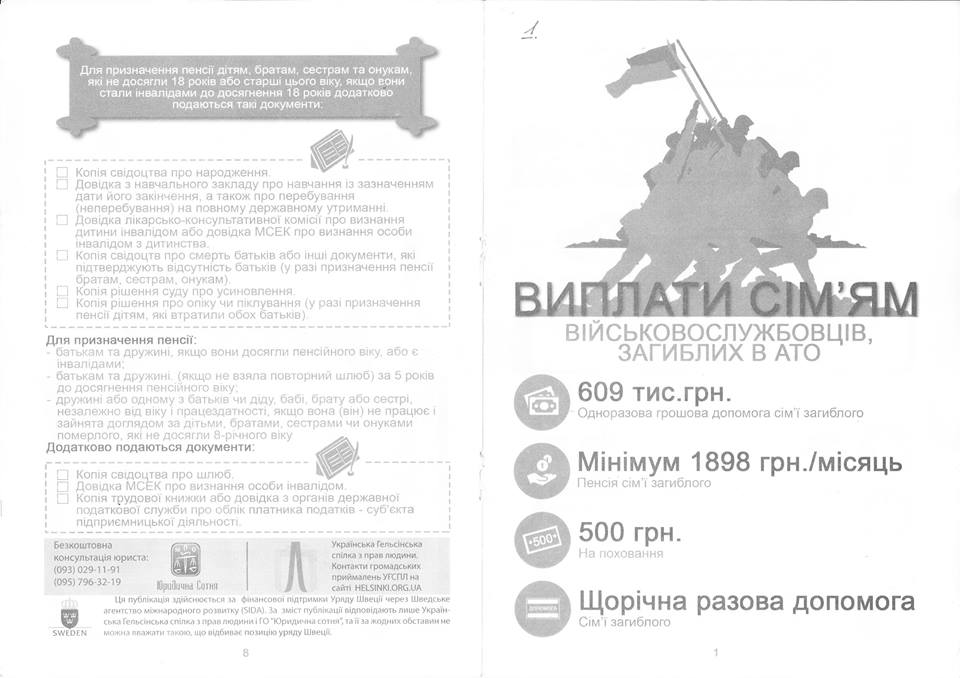 Для призначення пенсії дітям, братам, сестрам та онукам,
які не досягли 18 років або старші цього віку, якщо вони
стали інвалідами до досягнення 18 років додатково
подаються такі документи:
Копія свідоцтва про народження.
Довідка з навчального закладу про навчання із зазначенням
дати його закінчення, а також про перебування
(неперебування) на повному державному утриманні.
Довідка лікарсько-консультативної комісії про визнання
дитини інвалідом або довідка МСЕК про визнання особи
інвалідом з дитинства.
Копія свідоцтв про смерть батьків або інші документи, які
підтверджують відсутність батьків (у разі призначення пенсії
братам, сестрам, онукам).
Копія рішення суду про усиновлення.
Копія рішення про опіку чи піклування (у разі призначення
пенсії дітям, які втратили обох батьків).
Для призначення пенсії:
- батькам та дружині, якщо вони досягли пенсійного віку, або є
інвалідами;
- батькам та дружині. (якщо не взяла повторний шлюб) за 5 років
до досягнення пенсійного віку;
- дружині або одному з батьків чи діду, бабі, брату або сестрі,
незалежно від віку і працездатності, якщо вона (він) не працює і
зайнята доглядом за дітьми, братами, сестрами чи онуками
померлого, які не досягли 8-річного віку
Додатково подаються документи:
Копія свідоцтва про шлюб.
Довідка МСЕК про визнання особи інвалідом.
Копія трудової книжки або довідка з органів державної
податкової служби про облік платника податків - суб'єкта
підприємницької діяльності.
Безкоштовна
консультація юриста:
(093) 029-11-91
(095) 796-32-19
Юридична Сотня
Українська Гельсінська
спілка з прав людини.
Контакти громадських
приймалень УГСПЛ на
сайті HELSINKI.ORG.UA
Ця публікація здійснюється за фінансової підтримки Уряду Швеції через Шведське
агентство міжнародного розвитку (SIDA). За зміст публікації відповідають лише Україн-
ська Гельсінська спілка з прав людини і ГО "Юридична сотня", та її за жодних обставин не
можна вважати такою, що відбиває позицію уряду Швеції.
SWEDEN
8
1.
ВИПЛАТИ СІМ'ЯМ
ВІЙСЬКОВОСЛУЖБОВЦІВ,
ЗАГИБЛИХ В АТО
609 тис.грн.
Одноразова грошова допомога сім'ї загиблого
Мінімум 1898 грн./місяць
Пенсія сім'ї загиблого
500
500 грн.
На поховання
ДОПОМОГА
Щорічна разова допомога
Сім'ї загиблого
1